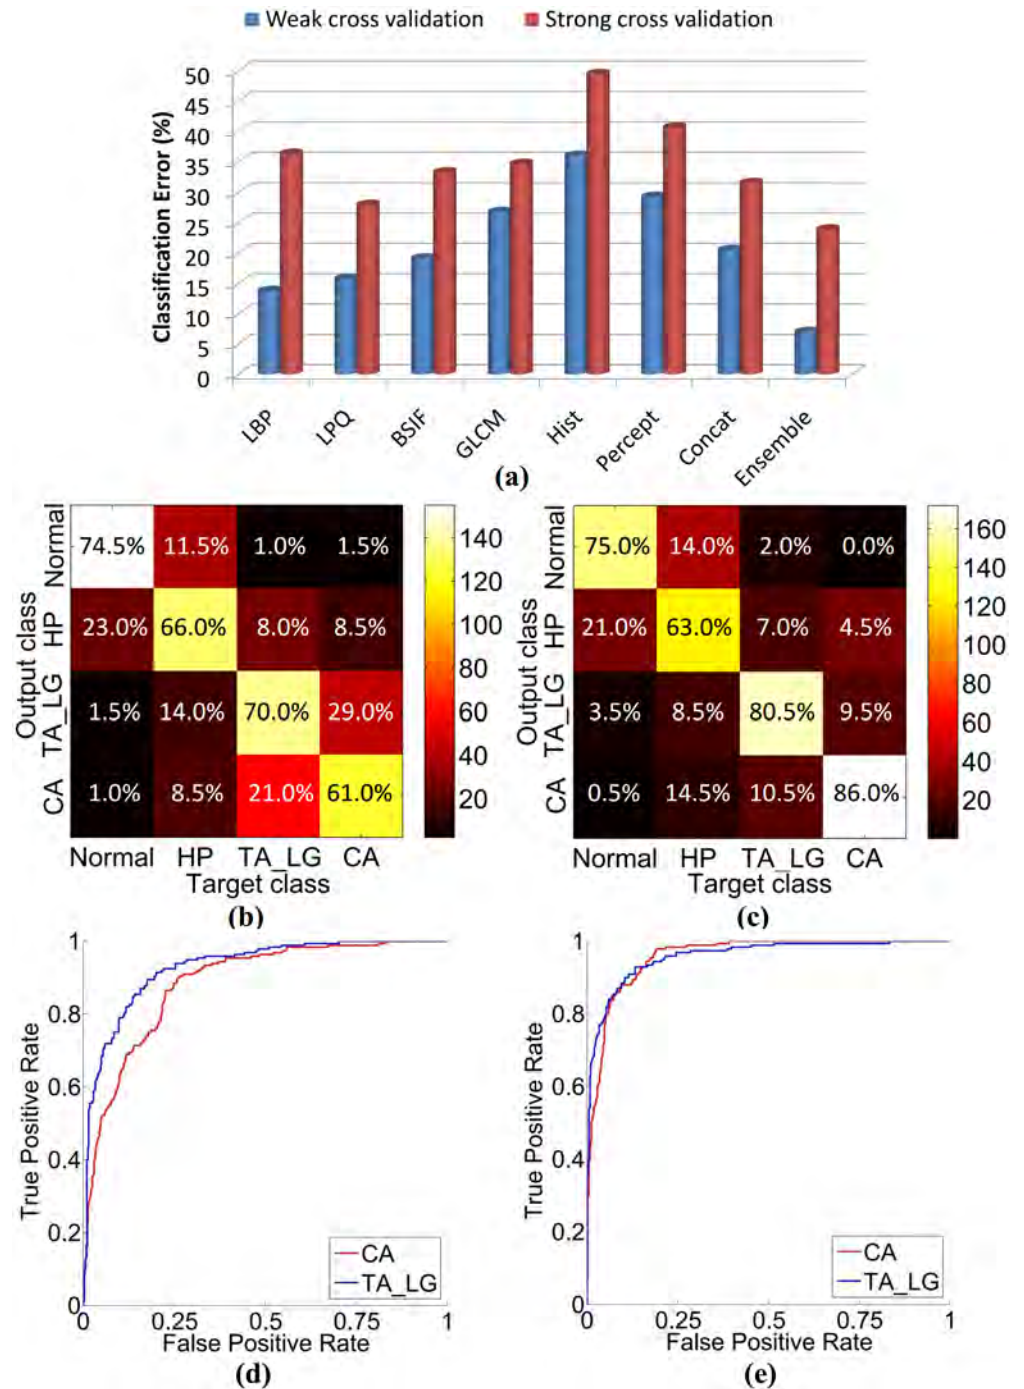 Weak cross validation Strong cross validation
Classification Error (%)
50
45
40
35
30
25
20
15
10
5
0
LBP LPQ BSIF GLCM Hist Percept Concat Ensemble
(a)
Output class
Normal 74.5% 11.5% 1.0% 1.5%
HP 23.0% 66.0% 8.0% 8.5%
TA_LG 1.5% 14.0% 70.0% 29.0%
CA 1.0% 8.5% 21.0% 61.0%
140
120
100
80
60
40
20
Normal HP TA_LG CA
Target class
(b)
Output class
Normal 75.0% 14.0% 2.0% 0.0%
HP 21.0% 63.0% 7.0% 4.5%
TA_LG 3.5% 8.5% 80.5% 9.5%
CA 0.5% 14.5% 10.5% 86.0%
160
140
120
100
80
60
40
20
Normal HP TA_LG CA
Target class
(c)
True Positive Rate
1
0.8
0.6
0.4
0.2
0
CA
TA_LG
0 0.25 0.5 0.75 1
False Positive Rate
(d)
True Positive Rate
1
0.8
0.6
0.4
0.2
0
CA
TA_LG
0 0.25 0.5 0.75 1
False Positive Rate
(e)